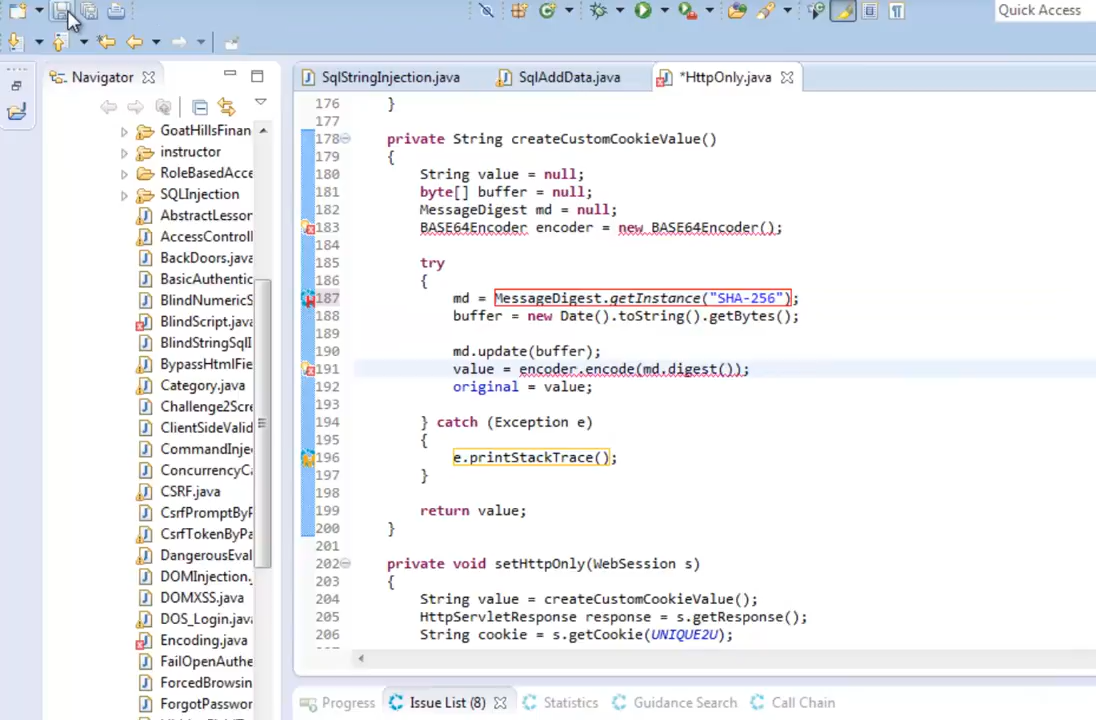 Quick Access
Navigator
SqlStringInjection.java
SqlAddData.java
*HttpOnly.java
GoatHillsFinan
instructor
RoleBasedAcce
SQLInjection
AbstractLesson
AccessControll
BackDoors.java
BasicAuthentic
BlindNumericS
BlindScript.java
BlindStringSqlI
BypassHtmlFie
Category.java
Challenge2Scre
ClientSideValid
CommandInjec
ConcurrencyCa
CSRF.java
CsrfPromptByP
CsrfTokenByPa
DangerousEval
DOMInjection.
DOMXSS.java
DOS_Login.java
Encoding.java
FailOpenAuthe
ForcedBrowsin
ForgotPasswor
176 }
177
178 private String createCustomCookieValue()
179 {
180 String value = null;
181 byte[] buffer = null;
182 MessageDigest md = null;
183 BASE64Encoder encoder = new BASE64Encoder();
184
185 try
186 {
187 md = MessageDigest.getInstance("SHA-256");
188 buffer = new Date().toString().getBytes();
189
190 md.update(buffer);
191 value = encoder.encode(md.digest());
192 original = value;
193
194 } catch (Exception e)
195 {
196 e.printStackTrace();
197 }
198
199 return value;
200 }
201
202 private void setHttpOnly(WebSession s)
203 {
204 String value = createCustomCookieValue();
205 HttpServletResponse response = s.getResponse();
206 String cookie = s.getCookie(UNIQUE2U);
Progress
Issue List (8)
Statistics
Guidance Search
Call Chain